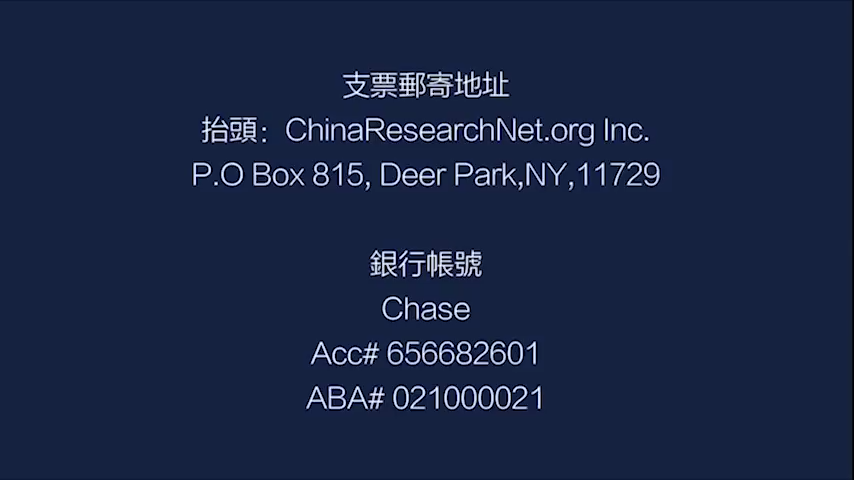 支票郵寄地址
抬頭：ChinaResearchNet.org Inc.
P.O Box 815, Deer Park,NY,11729
銀行帳號
Chase
Acc# 656682601
ABA# 021000021